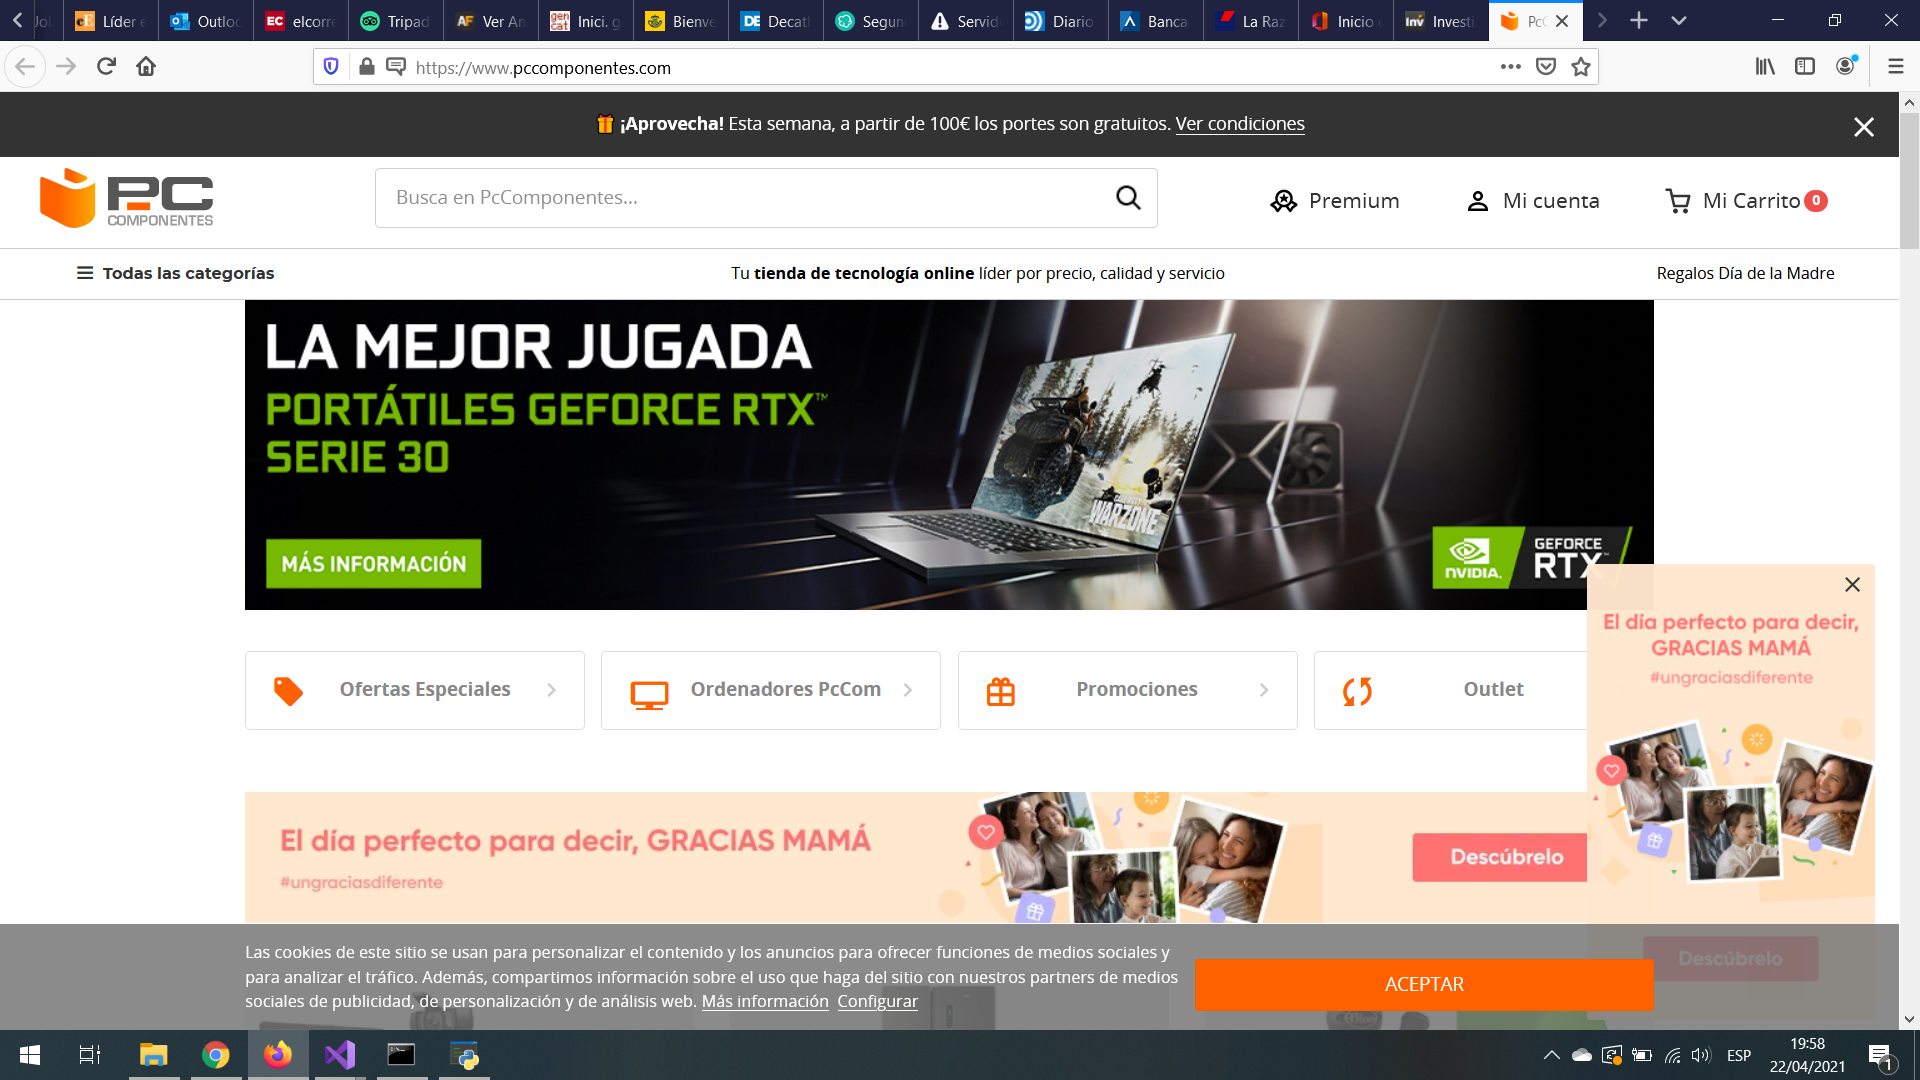 Líder e
Outloo
elcorre
Tripad
Ver An
Inici. g
Bienve
Decath
Segun
Servid
Diario
Banca
La Raz
Inicio
Investi
PcC
https://www.pccomponentes.com
¡Aprovecha! Esta semana, a partir de 100€ los portes son gratuitos. Ver condiciones
PC
COMPONENTES
Busca en PcComponentes...
Premium
Mi cuenta
Mi Carrito 0
Todas las categorías
Tu tienda de tecnología online líder por precio, calidad y servicio
Regalos Día de la Madre
LA MEJOR JUGADA
PORTÁTILES GEFORCE RTX™
SERIE 30
MÁS INFORMACIÓN
WARZONE
NVIDIA.
GEFORCE
RTX
El día perfecto para decir,
GRACIAS MAMÁ
#ungraciasdiferente
Descúbrelo
Ofertas Especiales
Ordenadores PcCom
Promociones
Outlet
El día perfecto para decir, GRACIAS MAMÁ
#ungraciasdiferente
Descúbrelo
Las cookies de este sitio se usan para personalizar el contenido y los anuncios para ofrecer funciones de medios sociales y
para analizar el tráfico. Además, compartimos información sobre el uso que haga del sitio con nuestros partners de medios
sociales de publicidad, de personalización y de análisis web. Más información Configurar
ACEPTAR
ESP
19:58
22/04/2021
1